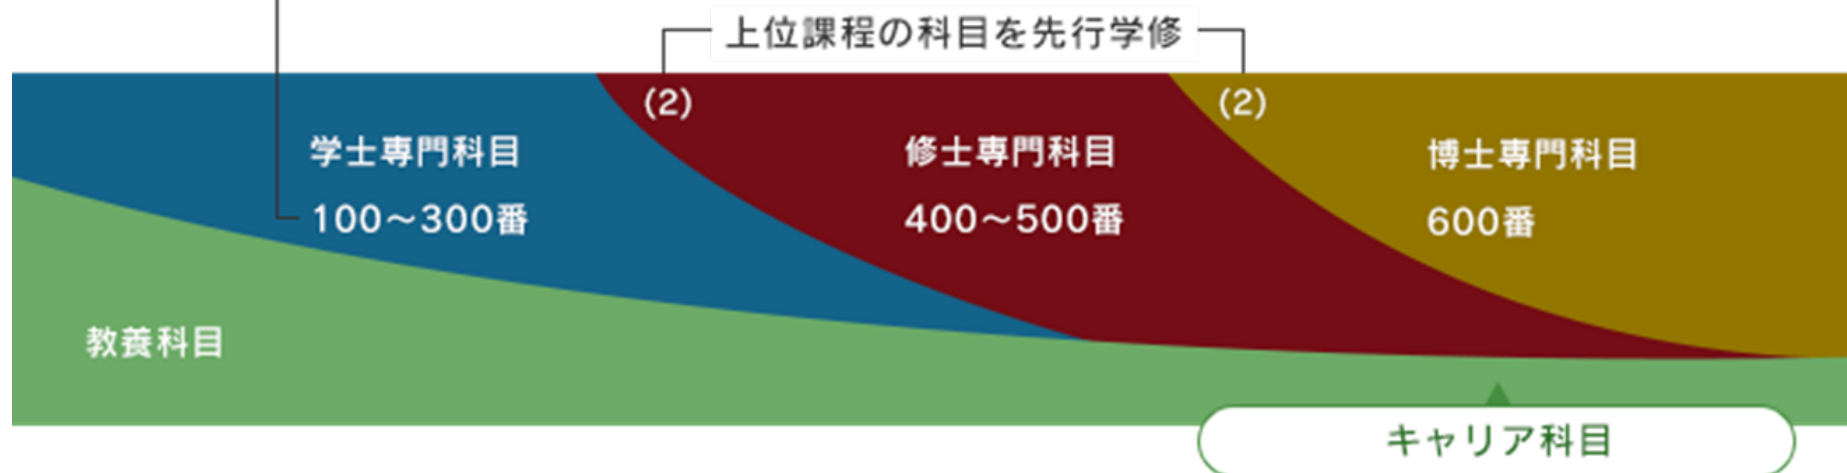 上位課程の科目を先行学修
(2)
(2)
学士専門科目
100～300番
修士専門科目
400～500番
博士専門科目
600番
教養科目
キャリア科目